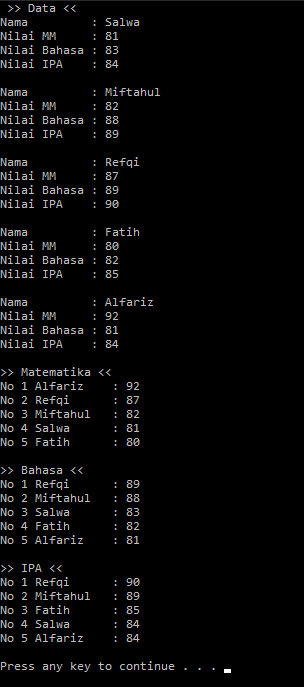 >> Data <<
Nama         : Salwa
Nilai MM     : 81
Nilai Bahasa : 83
Nilai IPA    : 84
Nama         : Miftahul
Nilai MM     : 82
Nilai Bahasa : 88
Nilai IPA    : 89
Nama         : Refqi
Nilai MM     : 87
Nilai Bahasa : 89
Nilai IPA    : 90
Nama         : Fatih
Nilai MM     : 80
Nilai Bahasa : 82
Nilai IPA    : 85
Nama         : Alfariz
Nilai MM     : 92
Nilai Bahasa : 81
Nilai IPA    : 84
>> Matematika <<
No 1 Alfariz    : 92
No 2 Refqi      : 87
No 3 Miftahul   : 82
No 4 Salwa      : 81
No 5 Fatih      : 80
>> Bahasa <<
No 1 Refqi      : 89
No 2 Miftahul   : 88
No 3 Salwa      : 83
No 4 Fatih      : 82
No 5 Alfariz    : 81
>> IPA <<
No 1 Refqi      : 90
No 2 Miftahul   : 89
No 3 Fatih      : 85
No 4 Salwa      : 84
No 5 Alfariz    : 84
Press any key to continue . . .